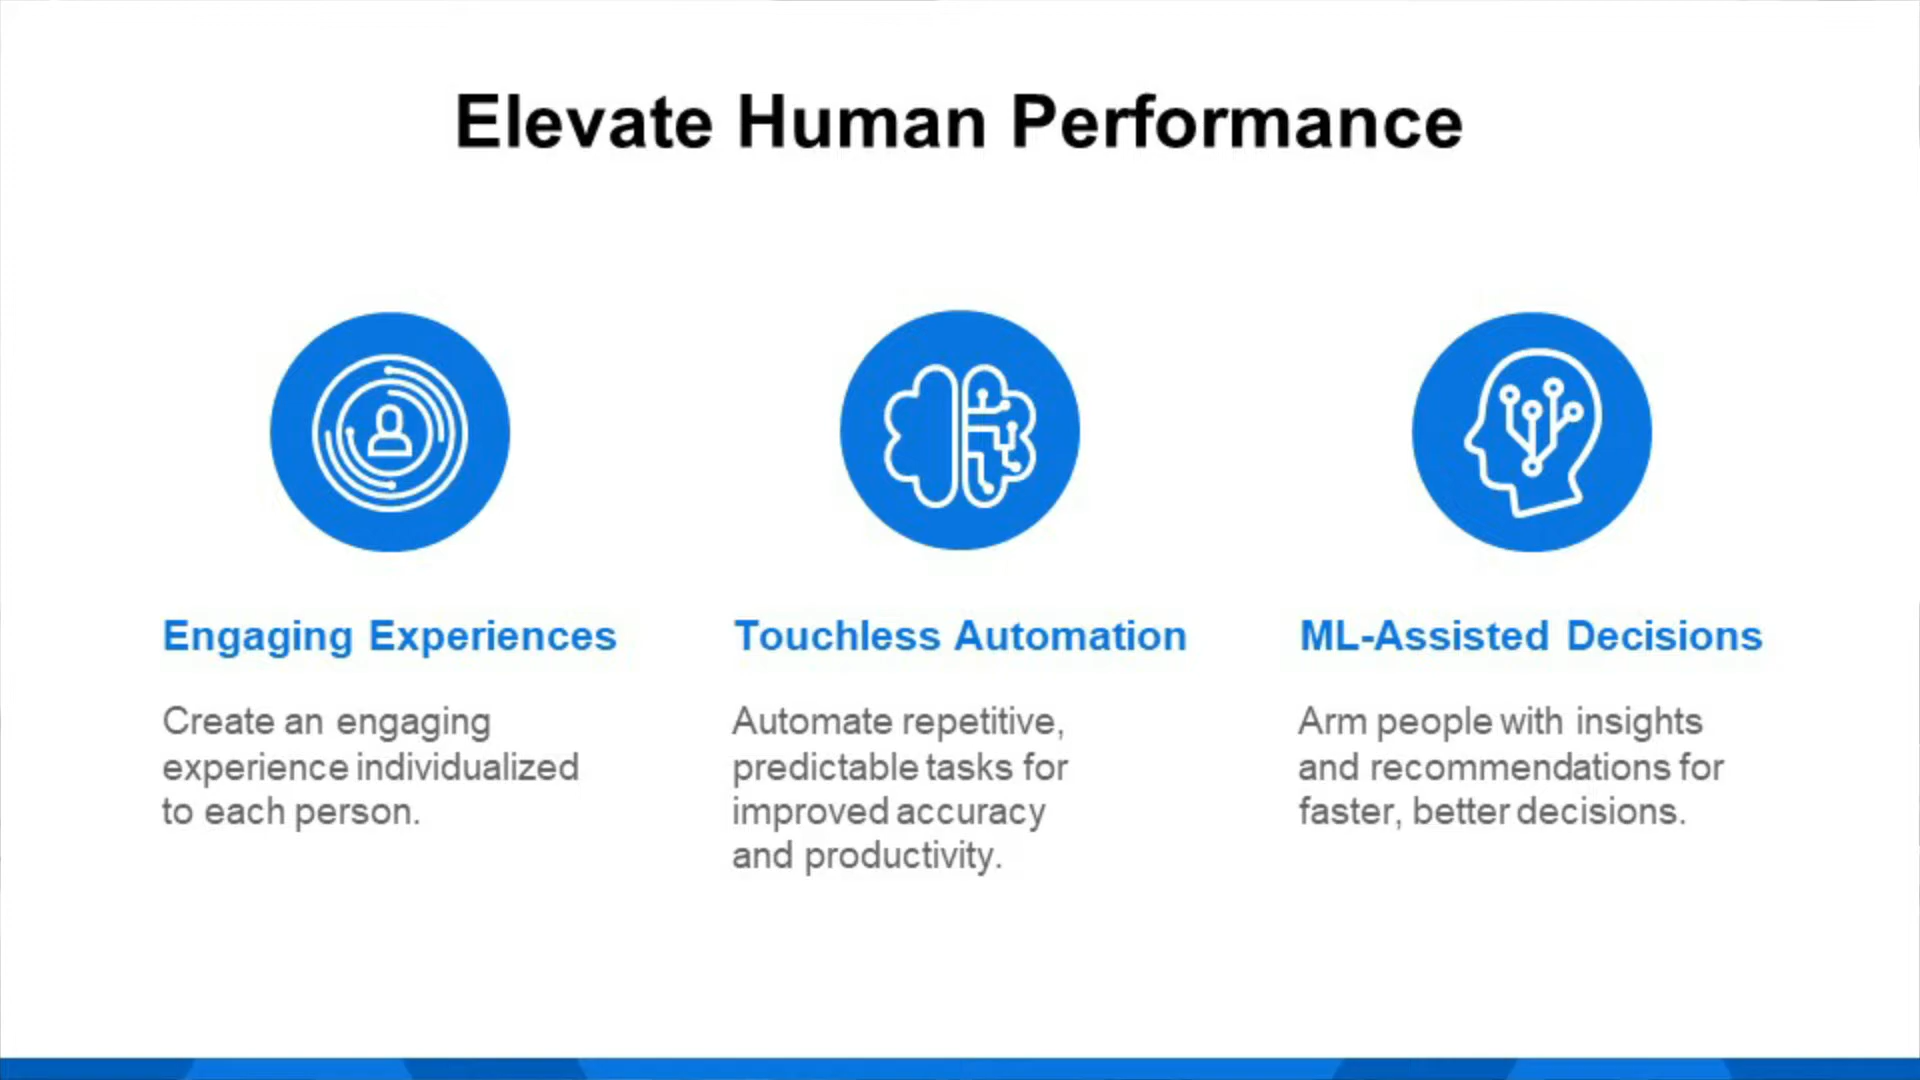 Elevate Human Performance
Engaging Experiences
Create an engaging
experience individualized
to each person.
Touchless Automation
Automate repetitive,
predictable tasks for
improved accuracy
and productivity.
ML-Assisted Decisions
Arm people with insights
and recommendations for
faster, better decisions.